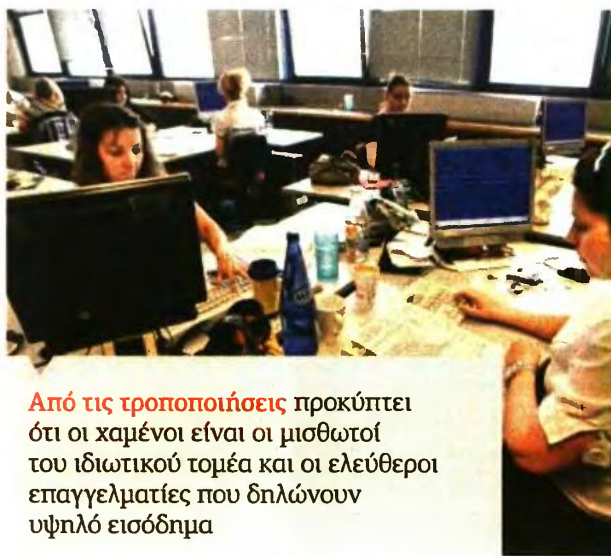 Από τις τροποποιήσεις προκύπτει
ότι οι χαμένοι είναι οι μισθωτοί
του ιδιωτικού τομέα και οι ελεύθεροι
επαγγελματίες που δηλώνουν
υψηλό εισόδημα